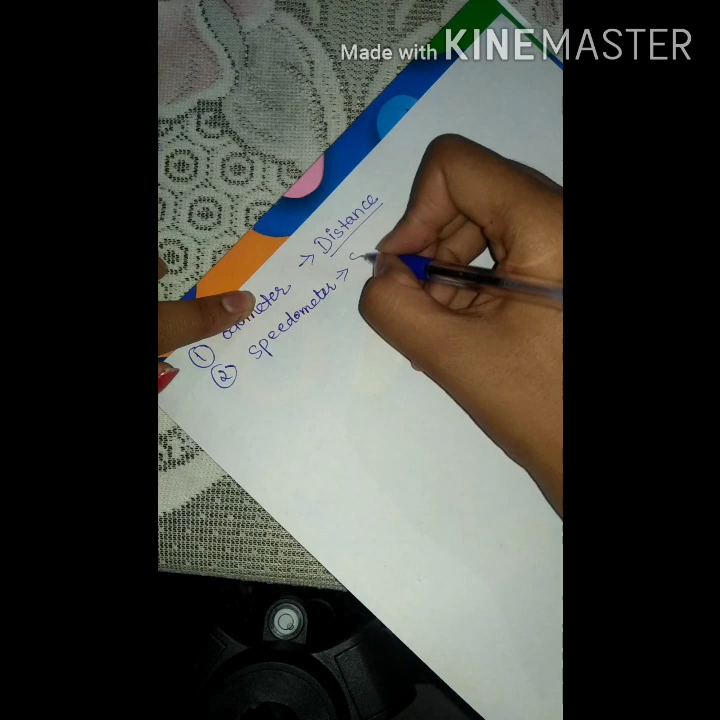 Made with KINEMASTER
① odometer → Distance
② speedometer → S